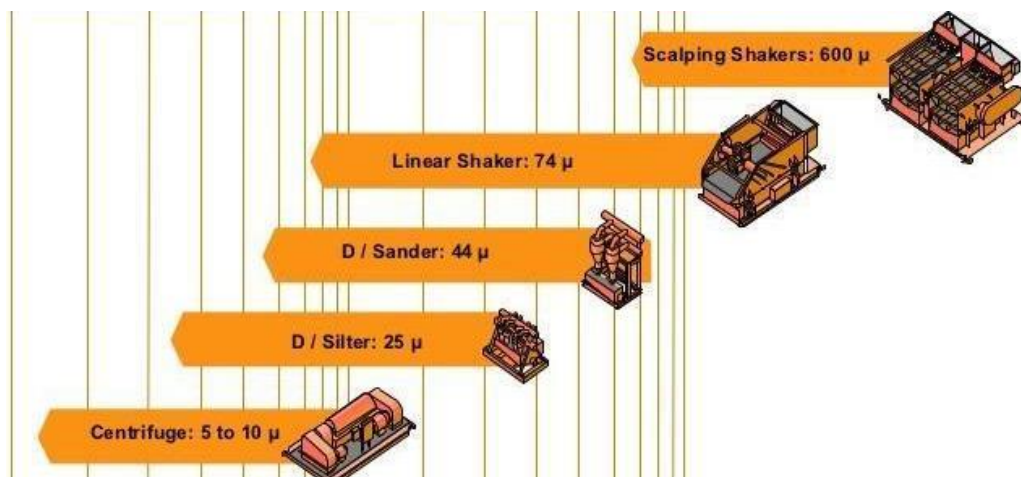 Scalping Shakers: 600 µ
Linear Shaker: 74 µ
D / Sander: 44 µ
D / Silter: 25 µ
Centrifuge: 5 to 10 µ